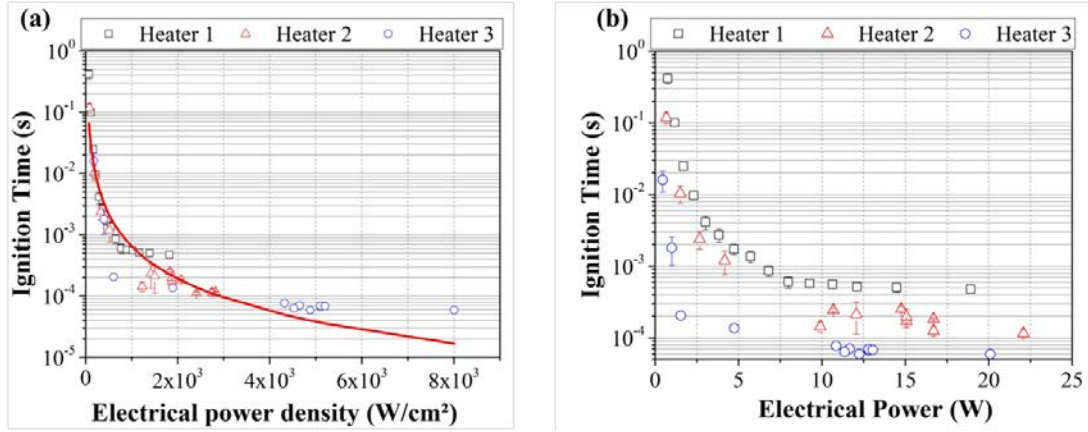 (a)
Heater 1 Heater 2 Heater 3
10⁰
10⁻¹
10⁻²
10⁻³
10⁻⁴
10⁻⁵
Ignition Time (s)
0 2x10³ 4x10³ 6x10³ 8x10³
Electrical power density (W/cm²)
(b)
Heater 1 Heater 2 Heater 3
10⁰
10⁻¹
10⁻²
10⁻³
10⁻⁴
Ignition Time (s)
0 5 10 15 20 25
Electrical Power (W)